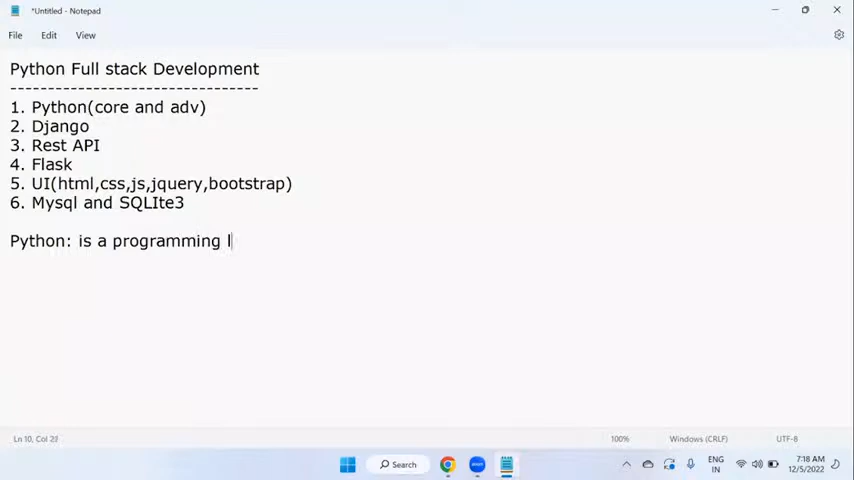 *Untitled - Notepad
File Edit View
Python Full stack Development
---------------------------------
1. Python(core and adv)
2. Django
3. Rest API
4. Flask
5. UI(html,css,js,jquery,bootstrap)
6. Mysql and SQLIte3
Python: is a programming l
Ln 10, Col 23 100% Windows (CRLF) UTF-8
Search zoom ENG 7:18 AM
IN 12/5/2022